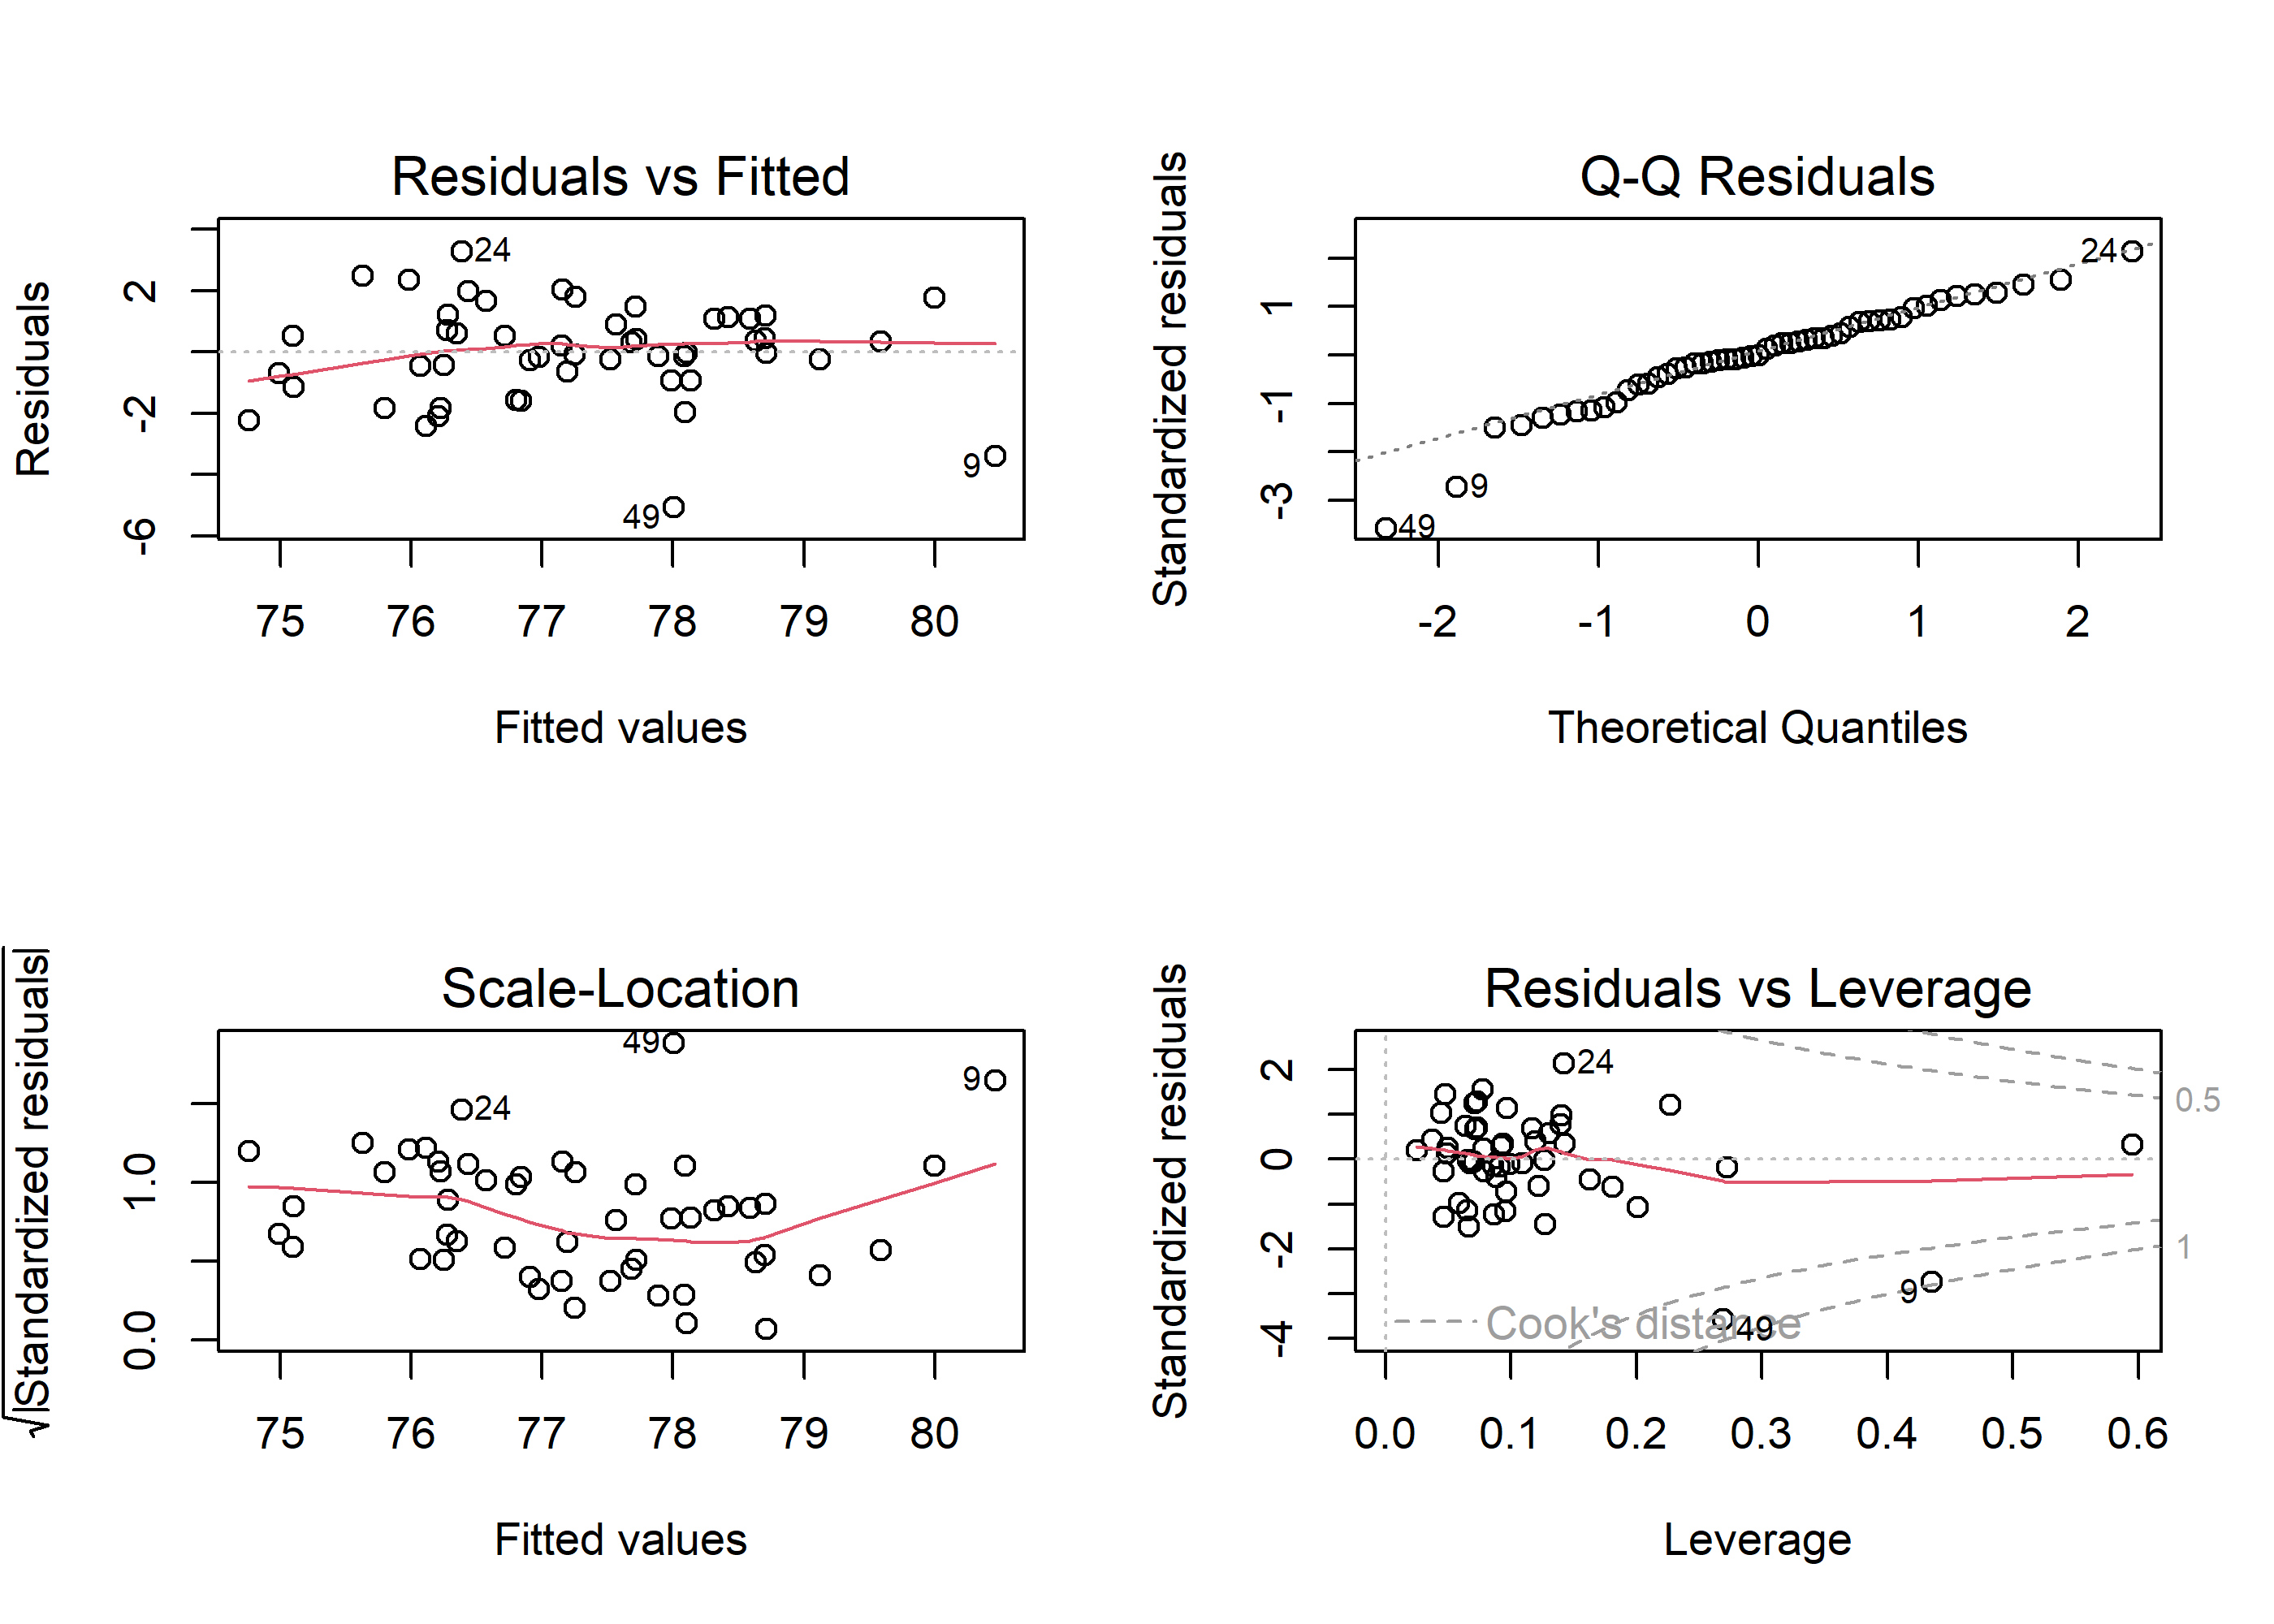 Residuals vs Fitted
Residuals
2
-2
-6
24
9
49
75 76 77 78 79 80
Fitted values
Q-Q Residuals
Standardized residuals
1
-1
-3
24
9
49
-2 -1 0 1 2
Theoretical Quantiles
Scale-Location
√|Standardized residuals|
1.0
0.0
49
9
24
75 76 77 78 79 80
Fitted values
Residuals vs Leverage
Standardized residuals
2
0
-2
-4
24
0.5
1
9
Cook's distance
49
0.0 0.1 0.2 0.3 0.4 0.5 0.6
Leverage